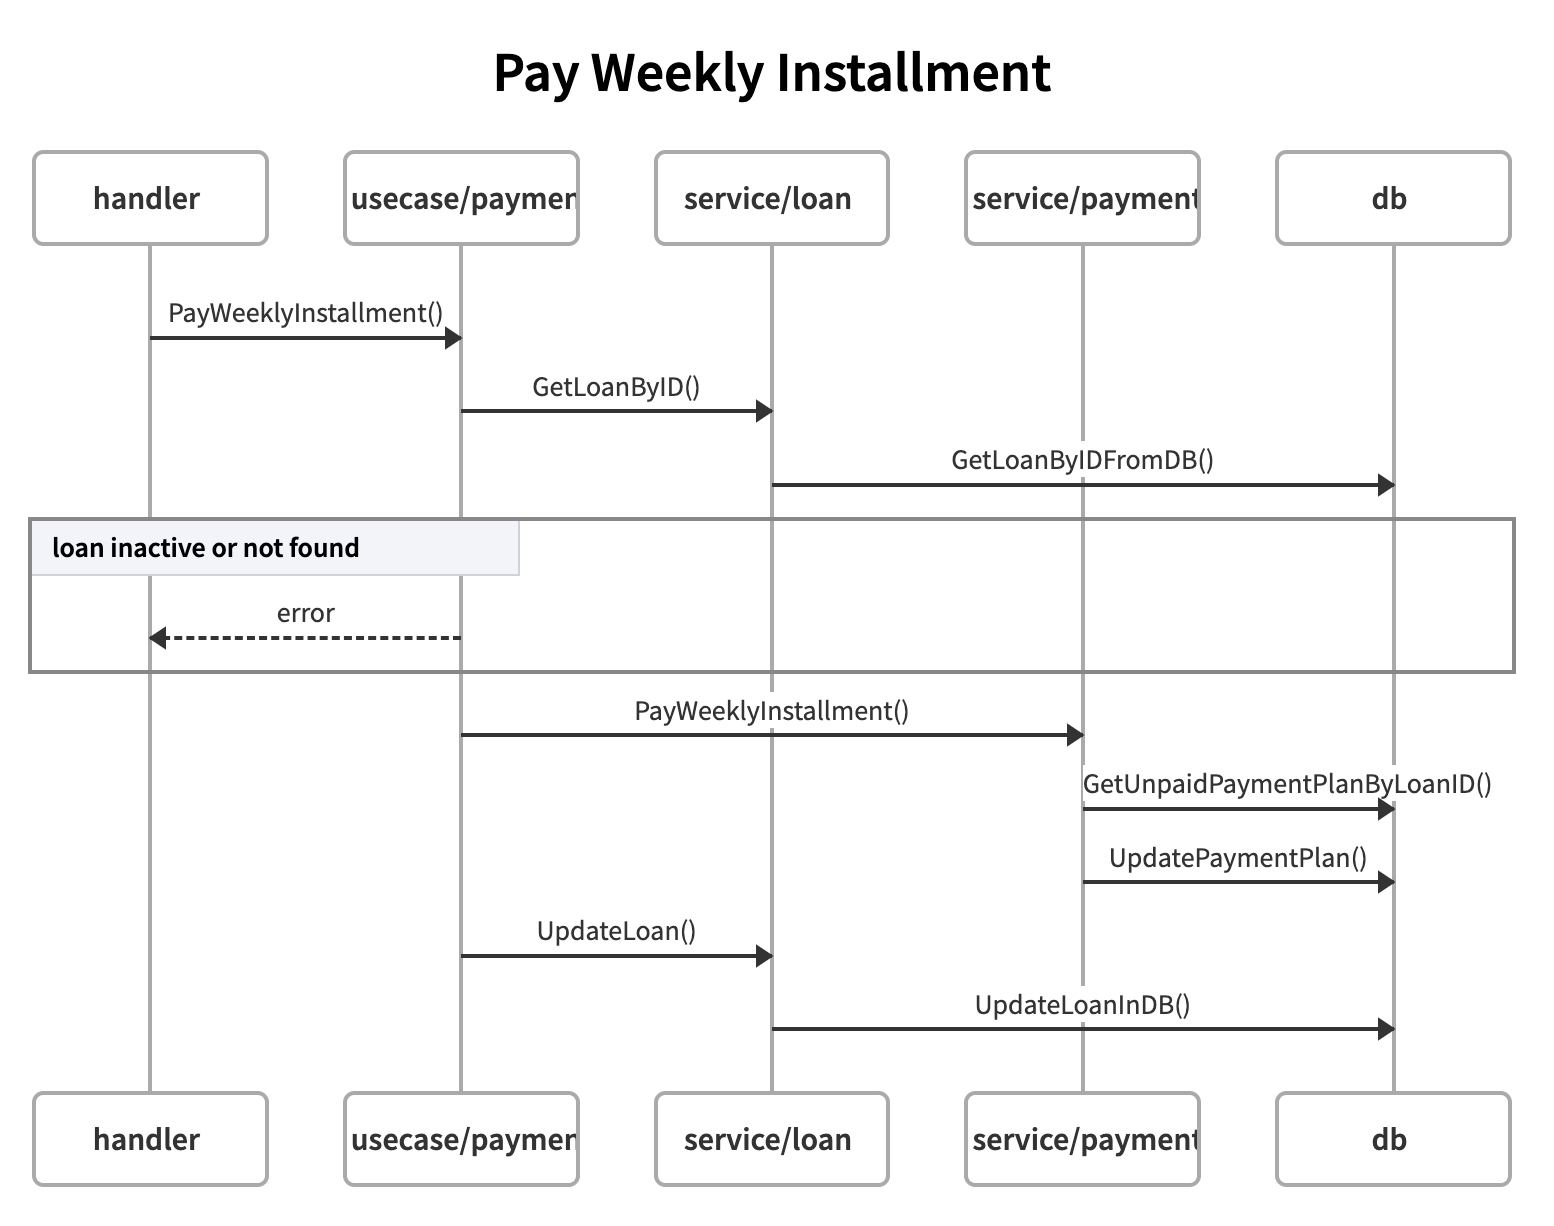 Pay Weekly Installment
handler
usecase/paymen
service/loan
service/payment
db
PayWeeklyInstallment()
GetLoanByID()
GetLoanByIDFromDB()
loan inactive or not found
error
PayWeeklyInstallment()
GetUnpaidPaymentPlanByLoanID()
UpdatePaymentPlan()
UpdateLoan()
UpdateLoanInDB()
handler
usecase/paymen
service/loan
service/payment
db